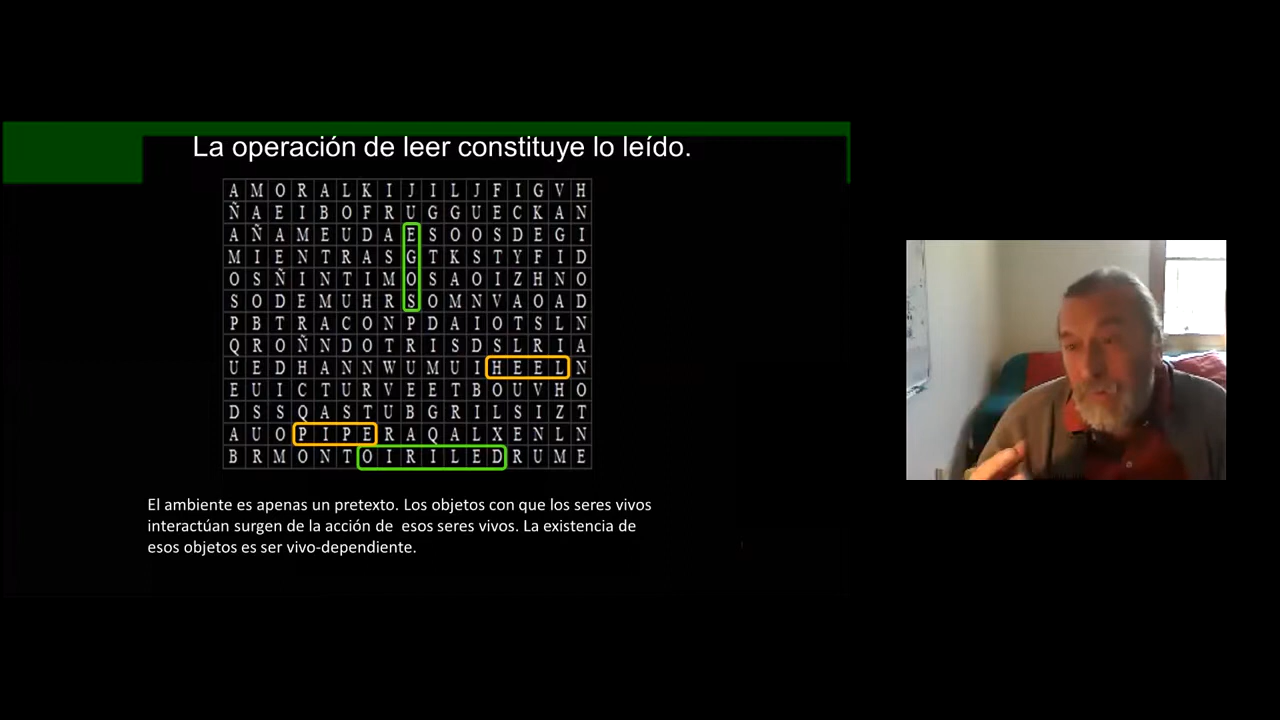 La operación de leer constituye lo leído.
A M O R A L K I J I L J F I G V H
Ñ A E I B O F R U G G U E C K A N
A Ñ A M E U D A E S O O S D E G I
M I E N T R A S G T K S T Y F I D
O S Ñ I N T I M O S A O I Z H N O
S O D E M U H R S O M N V A O A D
P B T R A C O N P D A I O T S L N
Q R O Ñ N D O T R I S D S L R I A
U E D H A N N W U M U I H E E L N
E U I C T U R V E E T B O U V H O
D S S Q A S T U B G R I L S I Z T
A U O P I P E R A Q A L X E N L N
B R M O N T O I R I L E D R U M E
El ambiente es apenas un pretexto. Los objetos con que los seres vivos
interactúan surgen de la acción de esos seres vivos. La existencia de
esos objetos es ser vivo-dependiente.